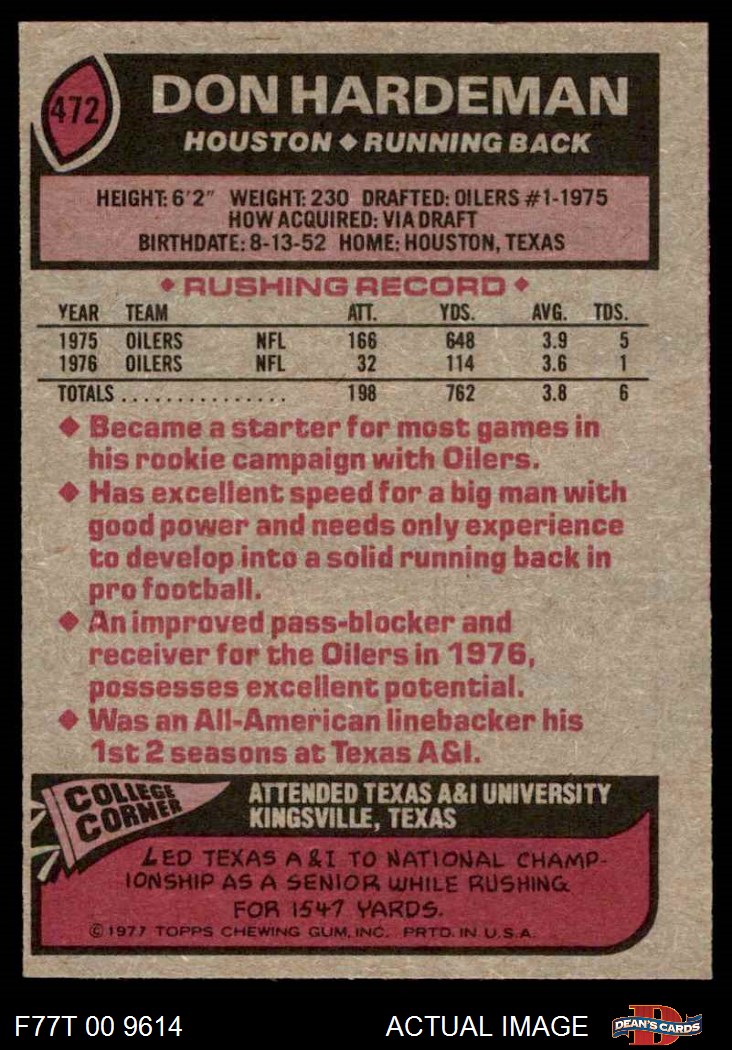 472
DON HARDEMAN
HOUSTON ◆ RUNNING BACK
HEIGHT: 6'2" WEIGHT: 230 DRAFTED: OILERS #1-1975
HOW ACQUIRED: VIA DRAFT
BIRTHDATE: 8-13-52 HOME: HOUSTON, TEXAS
◆ RUSHING RECORD ◆
YEAR TEAM ATT. YDS. AVG. TDS.
1975 OILERS NFL 166 648 3.9 5
1976 OILERS NFL 32 114 3.6 1
TOTALS ............... 198 762 3.8 6
◆ Became a starter for most games in
his rookie campaign with Oilers.
◆ Has excellent speed for a big man with
good power and needs only experience
to develop into a solid running back in
pro football.
◆ An improved pass-blocker and
receiver for the Oilers in 1976,
possesses excellent potential.
◆ Was an All-American linebacker his
1st 2 seasons at Texas A&I.
COLLEGE
CORNER
ATTENDED TEXAS A&I UNIVERSITY
KINGSVILLE, TEXAS
LED TEXAS A & I TO NATIONAL CHAMP-
IONSHIP AS A SENIOR WHILE RUSHING
FOR 1547 YARDS.
©1977 TOPPS CHEWING GUM, INC. PRTD. IN U.S.A.
F77T 00 9614 ACTUAL IMAGE
D
DEAN'S CARDS